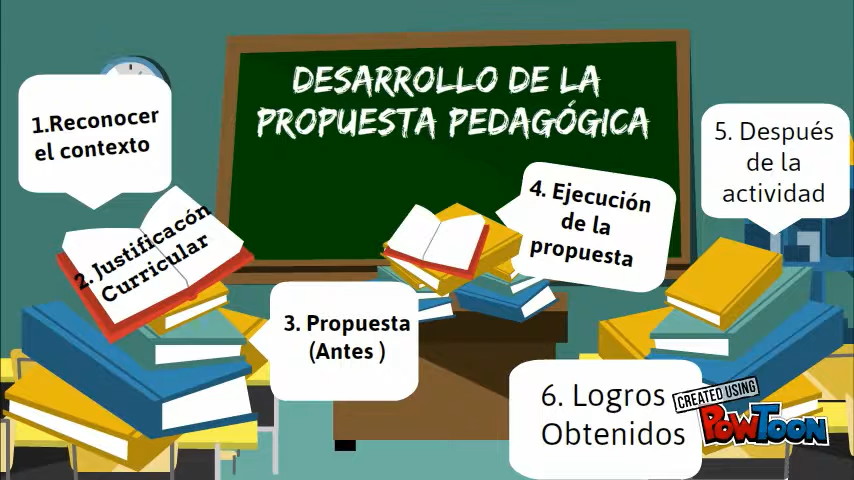 DESARROLLO DE LA
PROPUESTA PEDAGÓGICA
1.Reconocer
el contexto
2. Justificacón
Curricular
3. Propuesta
(Antes )
4. Ejecución
de la
propuesta
5. Después
de la
actividad
6. Logros
Obtenidos
CREATED USING
POWTOON